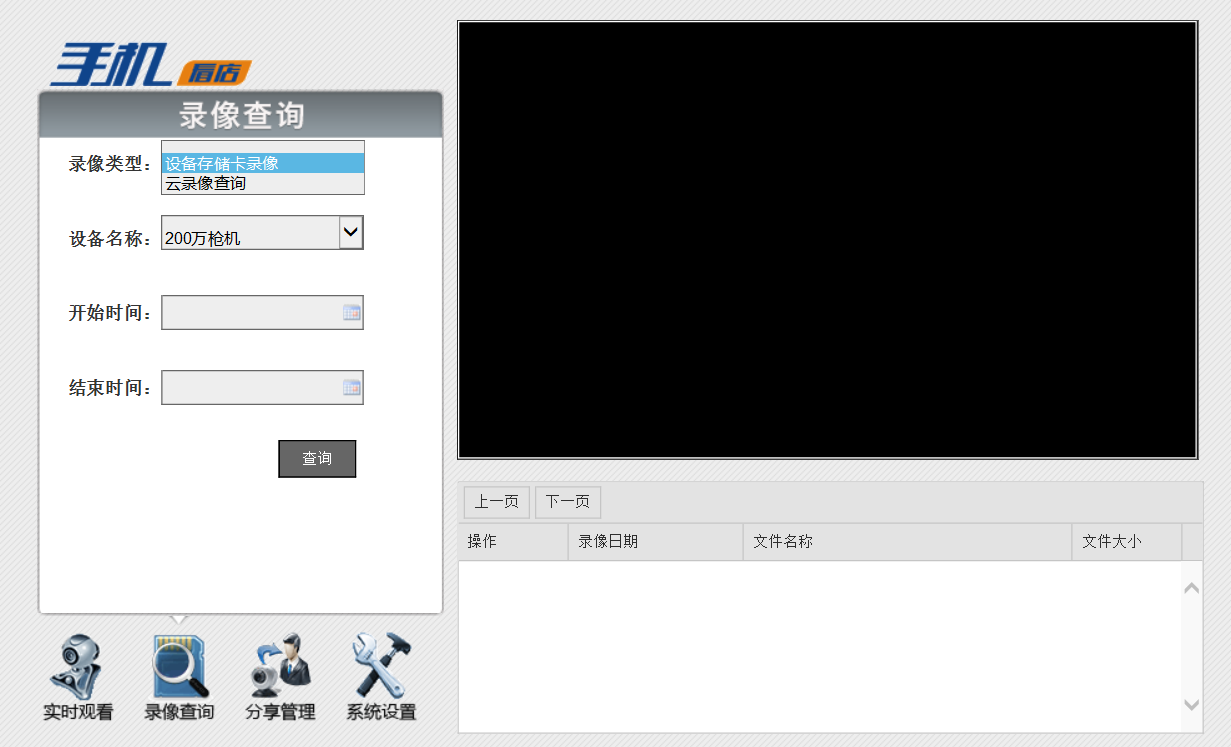 手机
眉店
录像查询
录像类型：
设备存储卡录像
云录像查询
设备名称：
200万枪机
开始时间：
结束时间：
查询
实时观看
录像查询
分享管理
系统设置
上一页
下一页
操作
录像日期
文件名称
文件大小